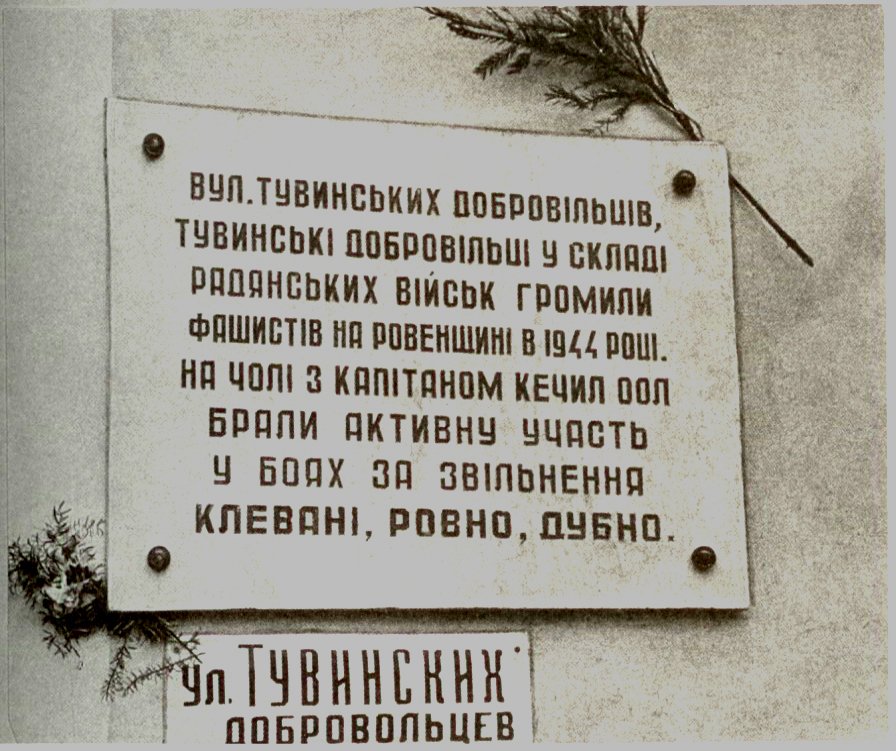 ВУЛ. ТУВИНСЬКИХ ДОБРОВІЛЬЦІВ,
ТУВИНСЬКІ ДОБРОВІЛЬЦІ У СКЛАДІ
РАДЯНСЬКИХ ВІЙСЬК ГРОМИЛИ
ФАШИСТІВ НА РОВЕНЩИНІ В 1944 РОЦІ.
НА ЧОЛІ З КАПІТАНОМ КЕЧИЛ ООЛ
БРАЛИ АКТИВНУ УЧАСТЬ
У БОЯХ ЗА ЗВІЛЬНЕННЯ
КЛЕВАНІ, РОВНО, ДУБНО.
УЛ. ТУВИНСКИХ
ДОБРОВОЛЬЦЕВ